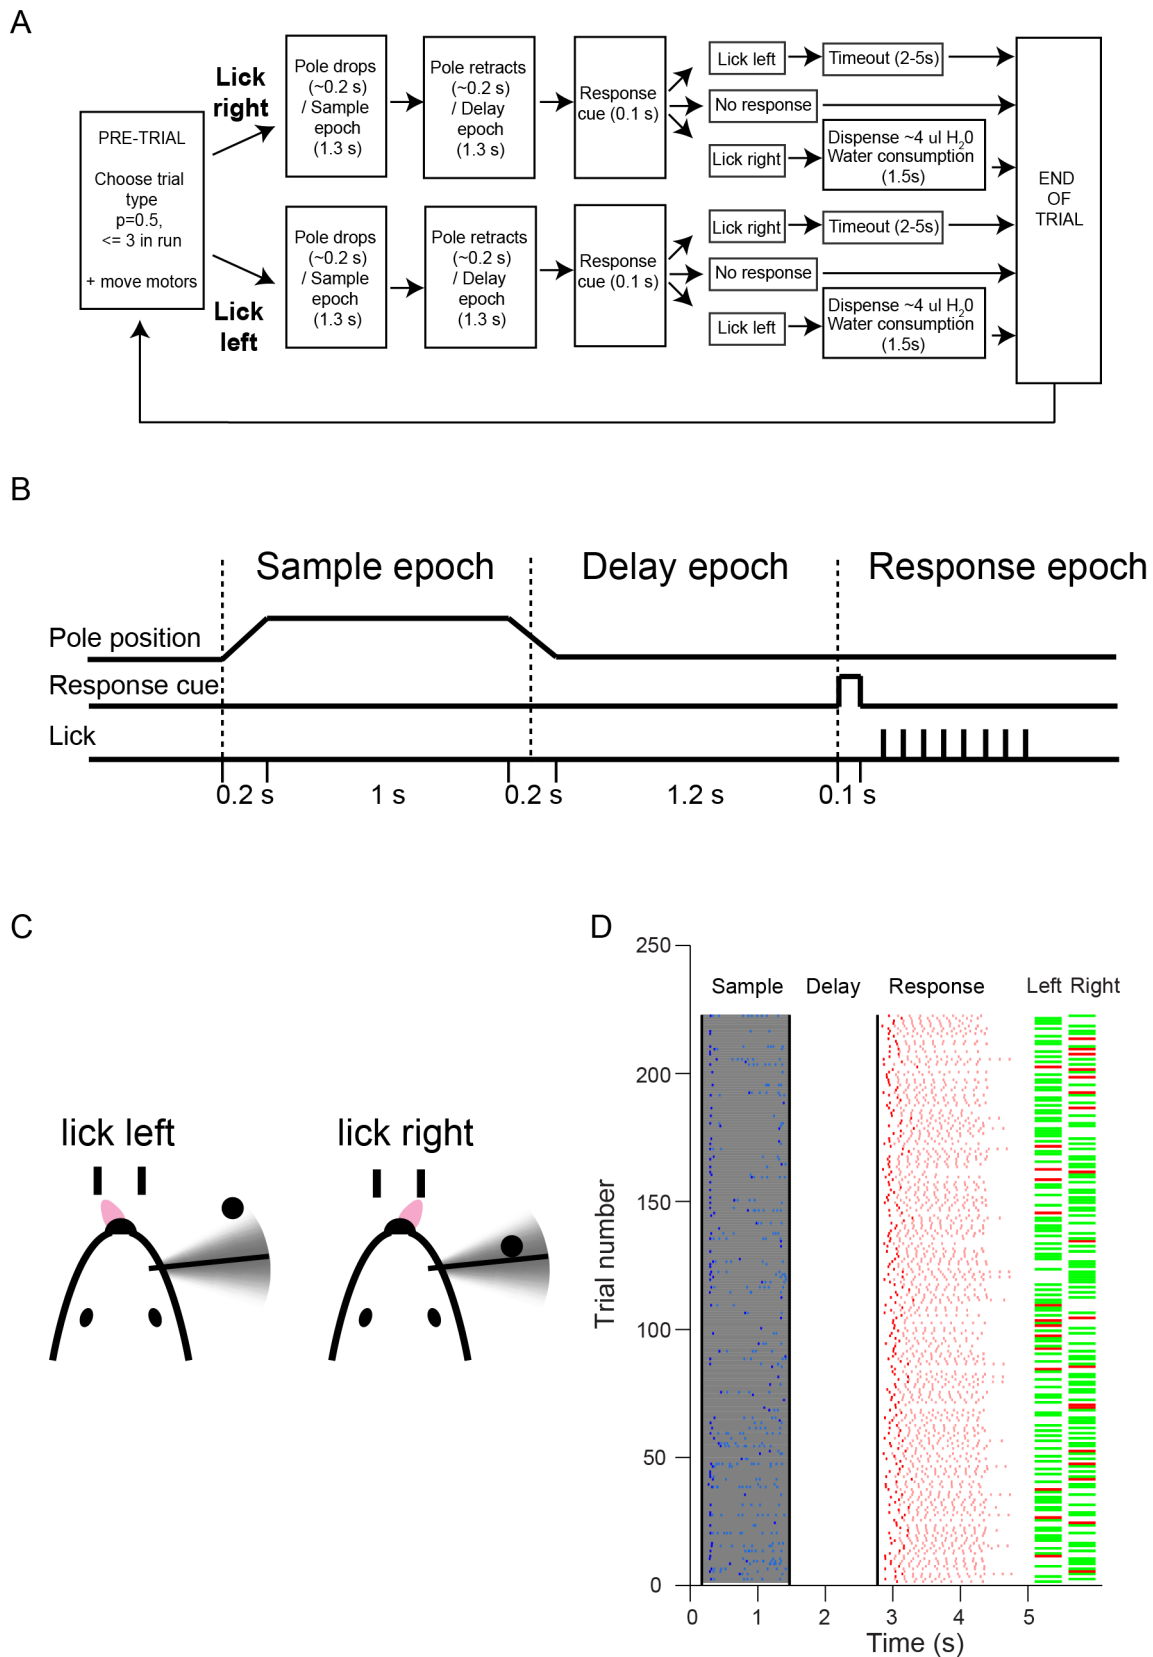 A
PRE-TRIAL
Choose trial
type
p=0.5,
<= 3 in run
+ move motors
Lick
right
Pole drops
(~0.2 s)
/ Sample
epoch
(1.3 s)
Pole retracts
(~0.2 s)
/ Delay
epoch
(1.3 s)
Response
cue (0.1 s)
Lick left
Timeout (2-5s)
No response
Lick right
Dispense ~4 ul H20
Water consumption
(1.5s)
Lick
left
Pole drops
(~0.2 s)
/ Sample
epoch
(1.3 s)
Pole retracts
(~0.2 s)
/ Delay
epoch
(1.3 s)
Response
cue (0.1 s)
Lick right
Timeout (2-5s)
No response
Lick left
Dispense ~4 ul H20
Water consumption
(1.5s)
END
OF
TRIAL
B
Sample epoch
Delay epoch
Response epoch
Pole position
Response cue
Lick
0.2 s
1 s
0.2 s
1.2 s
0.1 s
C
lick left
lick right
D
Sample
Delay
Response
Left
Right
Trial number
250
200
150
100
50
0
0
1
2
3
4
5
Time (s)